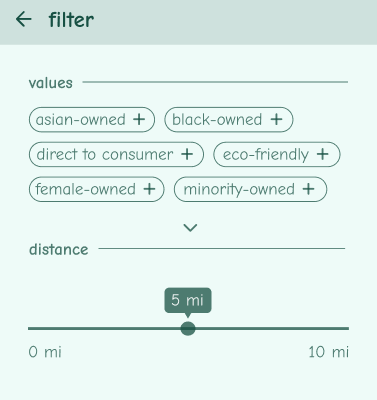 filter
values
asian-owned +
black-owned +
direct to consumer +
eco-friendly +
female-owned +
minority-owned +
distance
5 mi
0 mi
10 mi